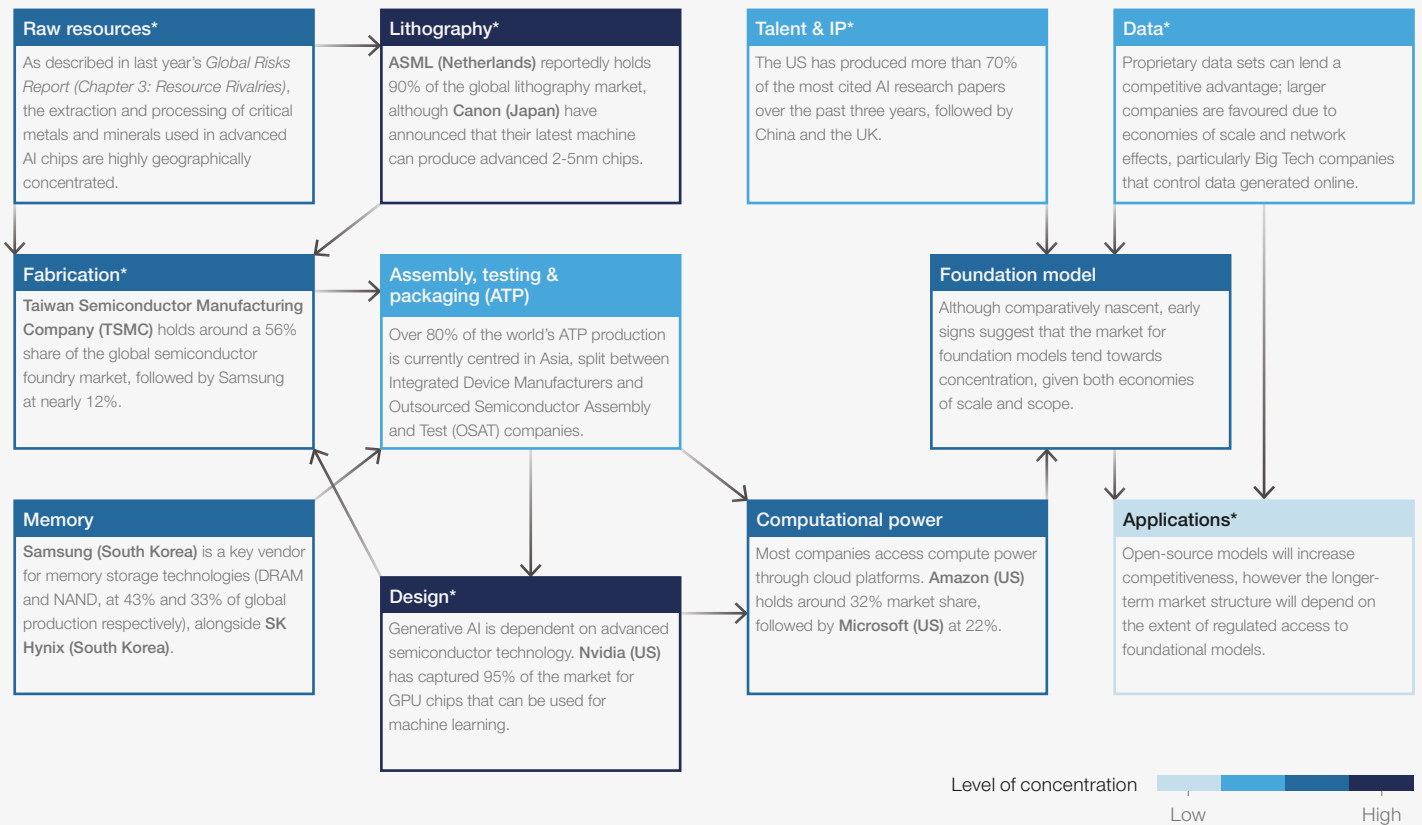 Raw resources*
As described in last year’s Global Risks
Report (Chapter 3: Resource Rivalries),
the extraction and processing of critical
metals and minerals used in advanced
AI chips are highly geographically
concentrated.
Lithography*
ASML (Netherlands) reportedly holds
90% of the global lithography market,
although Canon (Japan) have
announced that their latest machine
can produce advanced 2-5nm chips.
Talent & IP*
The US has produced more than 70%
of the most cited AI research papers
over the past three years, followed by
China and the UK.
Data*
Proprietary data sets can lend a
competitive advantage; larger
companies are favoured due to
economies of scale and network
effects, particularly Big Tech companies
that control data generated online.
Fabrication*
Taiwan Semiconductor Manufacturing
Company (TSMC) holds around a 56%
share of the global semiconductor
foundry market, followed by Samsung
at nearly 12%.
Assembly, testing &
packaging (ATP)
Over 80% of the world’s ATP production
is currently centred in Asia, split between
Integrated Device Manufacturers and
Outsourced Semiconductor Assembly
and Test (OSAT) companies.
Foundation model
Although comparatively nascent, early
signs suggest that the market for
foundation models tend towards
concentration, given both economies
of scale and scope.
Memory
Samsung (South Korea) is a key vendor
for memory storage technologies (DRAM
and NAND, at 43% and 33% of global
production respectively), alongside SK
Hynix (South Korea).
Design*
Generative AI is dependent on advanced
semiconductor technology. Nvidia (US)
has captured 95% of the market for
GPU chips that can be used for
machine learning.
Computational power
Most companies access compute power
through cloud platforms. Amazon (US)
holds around 32% market share,
followed by Microsoft (US) at 22%.
Applications*
Open-source models will increase
competitiveness, however the longer-
term market structure will depend on
the extent of regulated access to
foundational models.
Level of concentration
Low
High